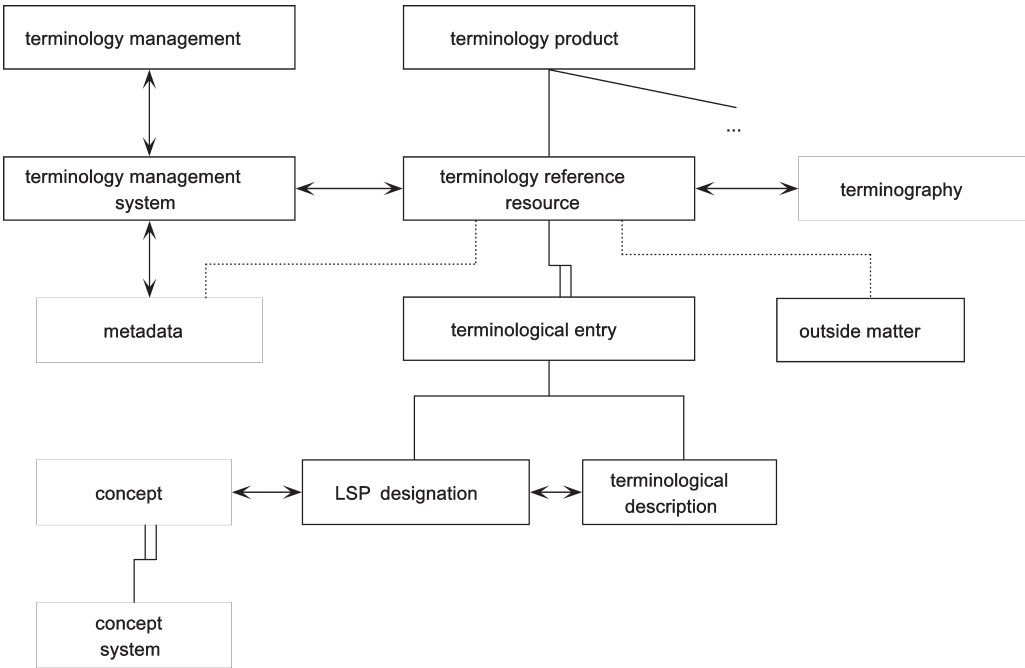 terminology management
terminology product
...
terminology management
system
terminology reference
resource
terminography
metadata
terminological entry
outside matter
concept
LSP designation
terminological
description
concept
system